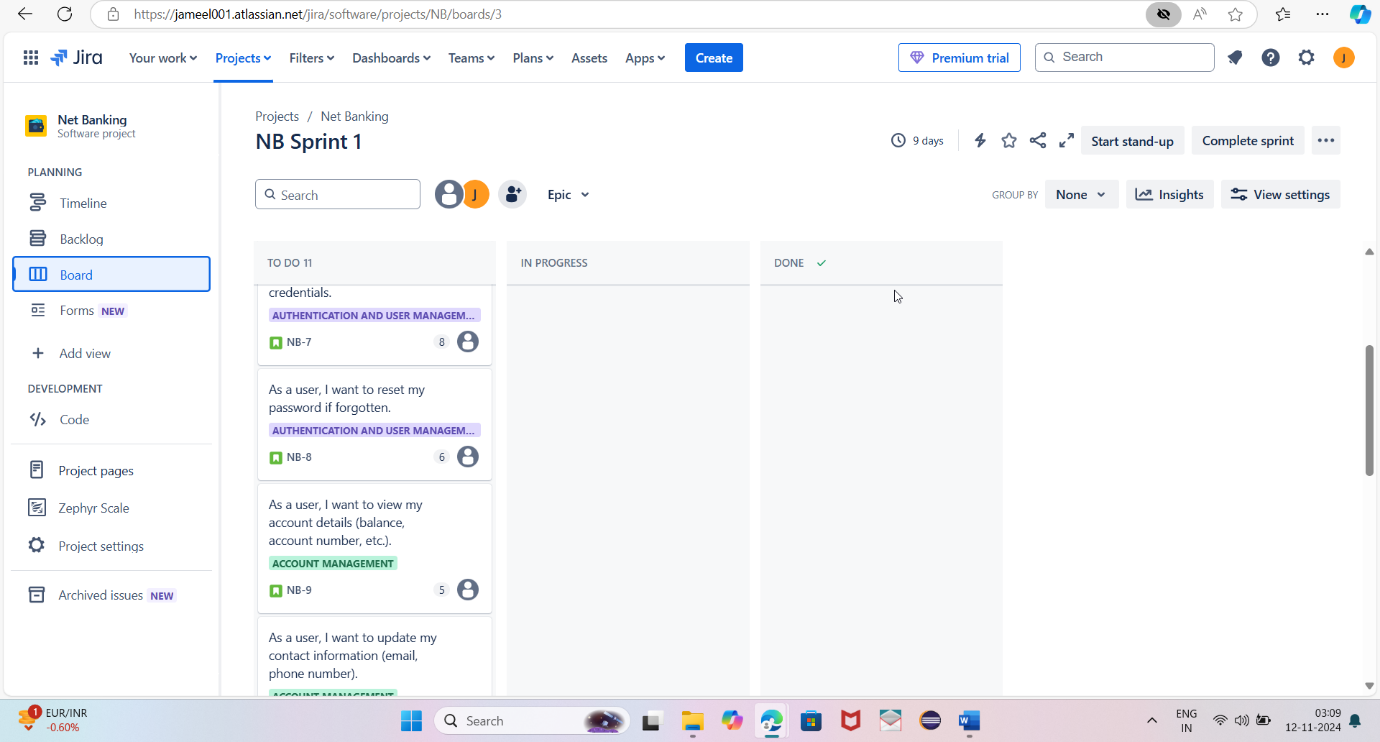 https://jameel001.atlassian.net/jira/software/projects/NB/boards/3
Jira
Your work
Projects
Filters
Dashboards
Teams
Plans
Assets
Apps
Create
Premium trial
Search
J
Net Banking
Software project
PLANNING
Timeline
Backlog
Board
Forms NEW
Add view
DEVELOPMENT
Code
Project pages
Zephyr Scale
Project settings
Archived issues NEW
Projects / Net Banking
NB Sprint 1
9 days
Start stand-up
Complete sprint
Search
J
Epic
GROUP BY
None
Insights
View settings
TO DO 11
IN PROGRESS
DONE
credentials.
AUTHENTICATION AND USER MANAGEM...
NB-7
8
As a user, I want to reset my
password if forgotten.
AUTHENTICATION AND USER MANAGEM...
NB-8
6
As a user, I want to view my
account details (balance,
account number, etc.).
ACCOUNT MANAGEMENT
NB-9
5
As a user, I want to update my
contact information (email,
phone number).
ACCOUNT MANAGEMENT
1
EUR/INR
-0.60%
Search
ENG
IN
03:09
12-11-2024